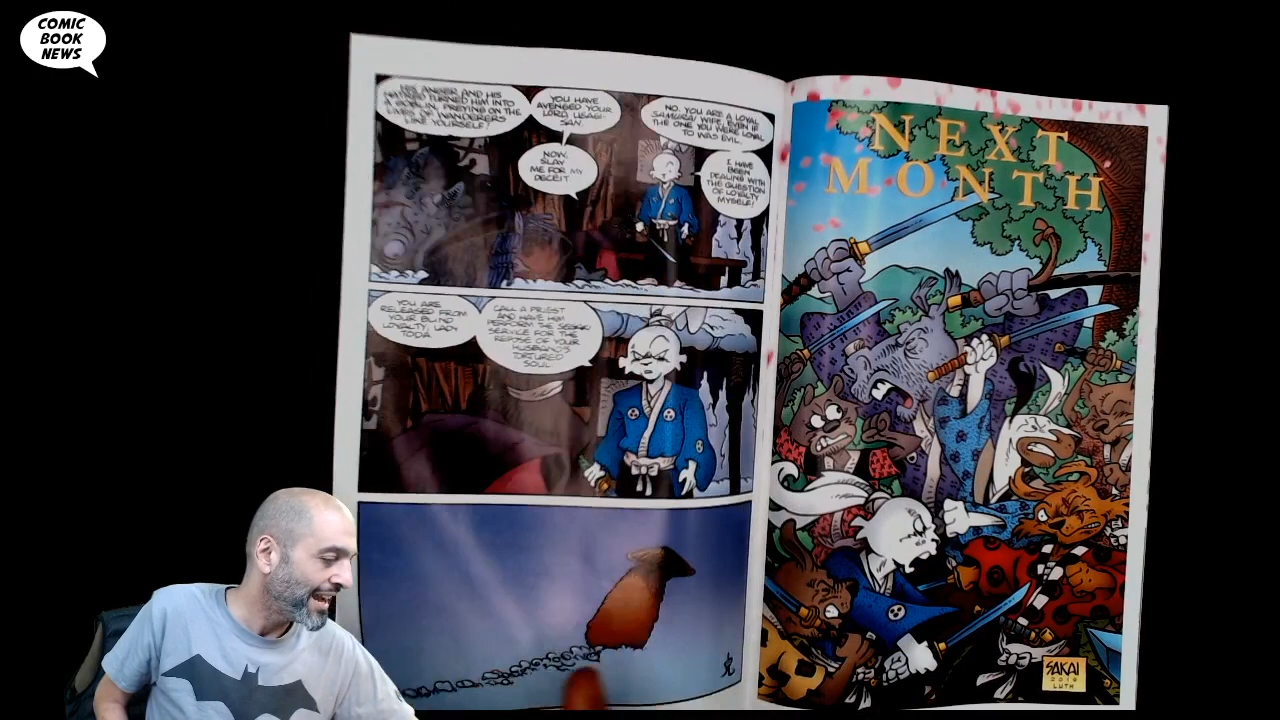 COMIC
BOOK
NEWS
HIS ANGER AND HIS
HATRED TURNED HIM INTO
A GOBLIN, PREYING ON THE
LIVES OF WANDERERS
LIKE YOURSELF!
YOU HAVE
AVENGED YOUR
LORD, USAGI-
SAN.
NOW,
SLAY
ME FOR MY
DECEIT.
NO. YOU ARE A LOYAL
SAMURAI WIFE, EVEN IF
THE ONE YOU WERE LOYAL
TO WAS EVIL.
I HAVE
BEEN
DEALING WITH
THE QUESTION
OF LOYALTY
MYSELF!
YOU ARE
RELEASED FROM
YOUR BLIND
LOYALTY, LADY
TODA.
CALL A PRIEST
AND HAVE HIM
PERFORM THE SEGAKI
SERVICE FOR THE
REPOSE OF YOUR
HUSBAND'S
TORTURED
SOUL.
NEXT
MONTH
SAKAI
2019
LUTH